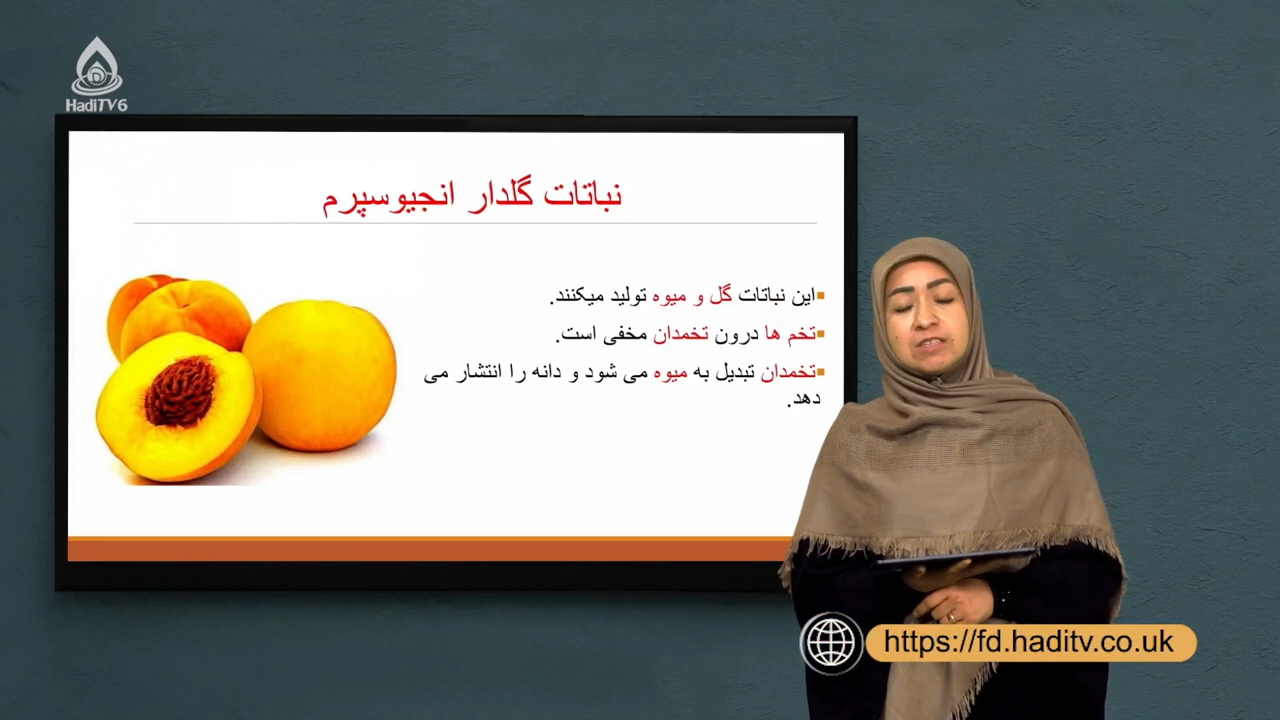 HadiTV6
نباتات گلدار انجیوسپرم
این نباتات گل و میوه تولید میکنند.
تخم ها درون تخمدان مخفی است.
تخمدان تبدیل به میوه می شود و دانه را انتشار می
دهد.
https://fd.haditv.co.uk